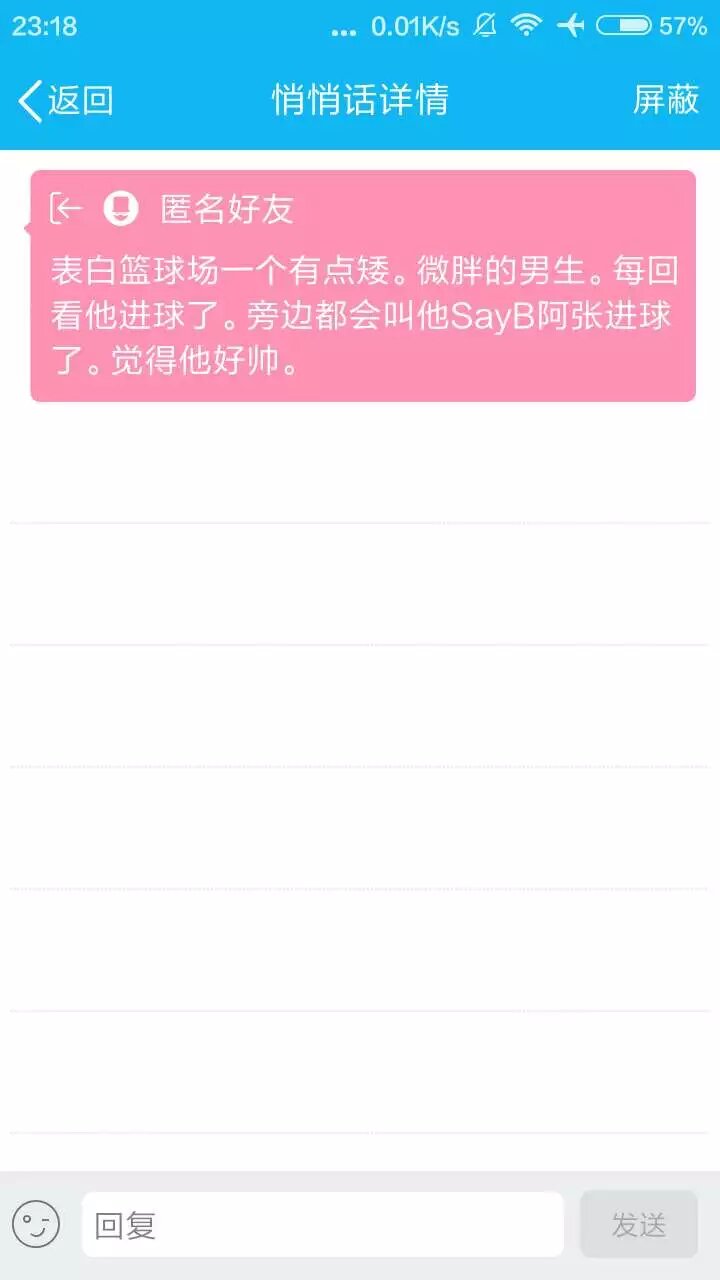 23:18 ... 0.01K/s 57%
返回 悄悄话详情 屏蔽
匿名好友
表白篮球场一个有点矮。微胖的男生。每回
看他进球了。旁边都会叫他SayB阿张进球
了。觉得他好帅。
回复 发送